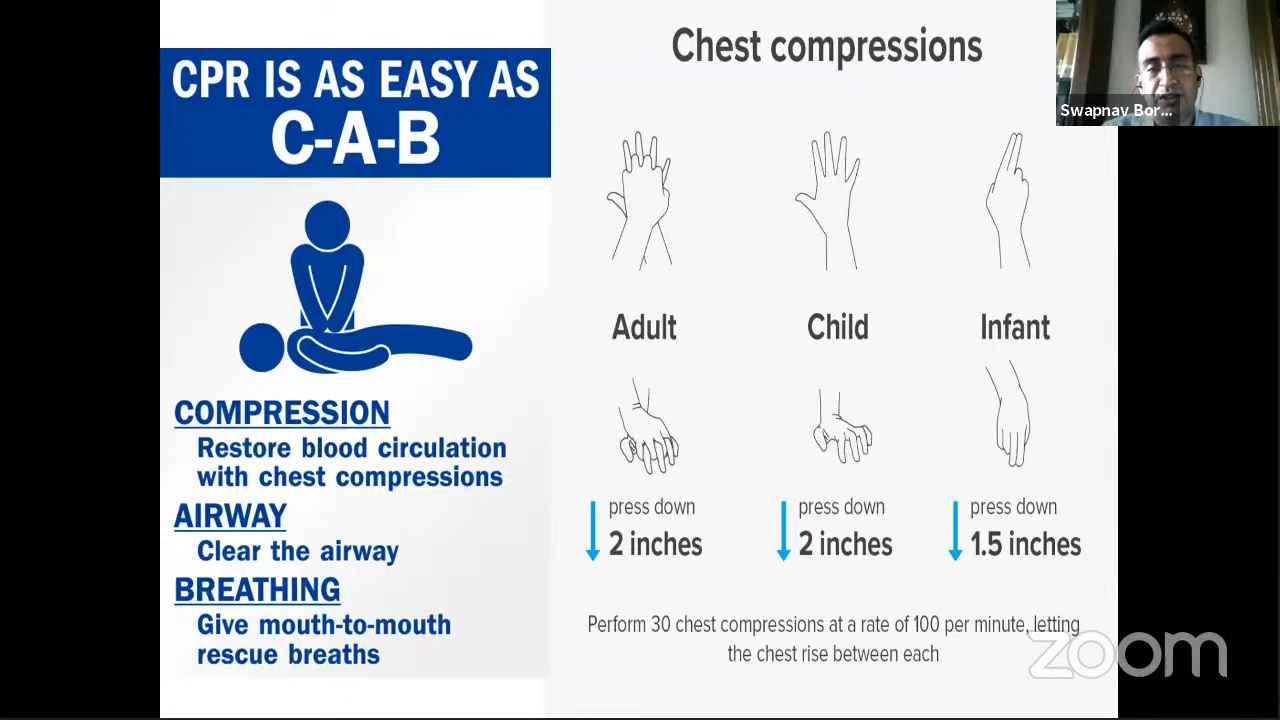 CPR IS AS EASY AS
C-A-B
COMPRESSION
Restore blood circulation
with chest compressions
AIRWAY
Clear the airway
BREATHING
Give mouth-to-mouth
rescue breaths
Chest compressions
Adult
Child
Infant
press down
2 inches
press down
2 inches
press down
1.5 inches
Perform 30 chest compressions at a rate of 100 per minute, letting
the chest rise between each
Swapnav Bor...
zoom